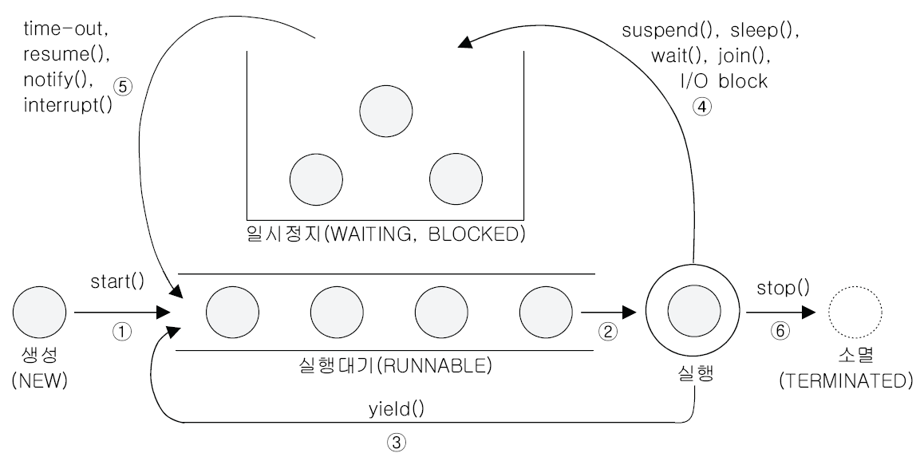 time-out,
resume(),
notify(),
interrupt()
⑤
suspend(), sleep(),
wait(), join(),
I/O block
④
일시정지(WAITING, BLOCKED)
start()
①
②
stop()
⑥
생성
(NEW)
실행대기(RUNNABLE)
실행
소멸
(TERMINATED)
yield()
③